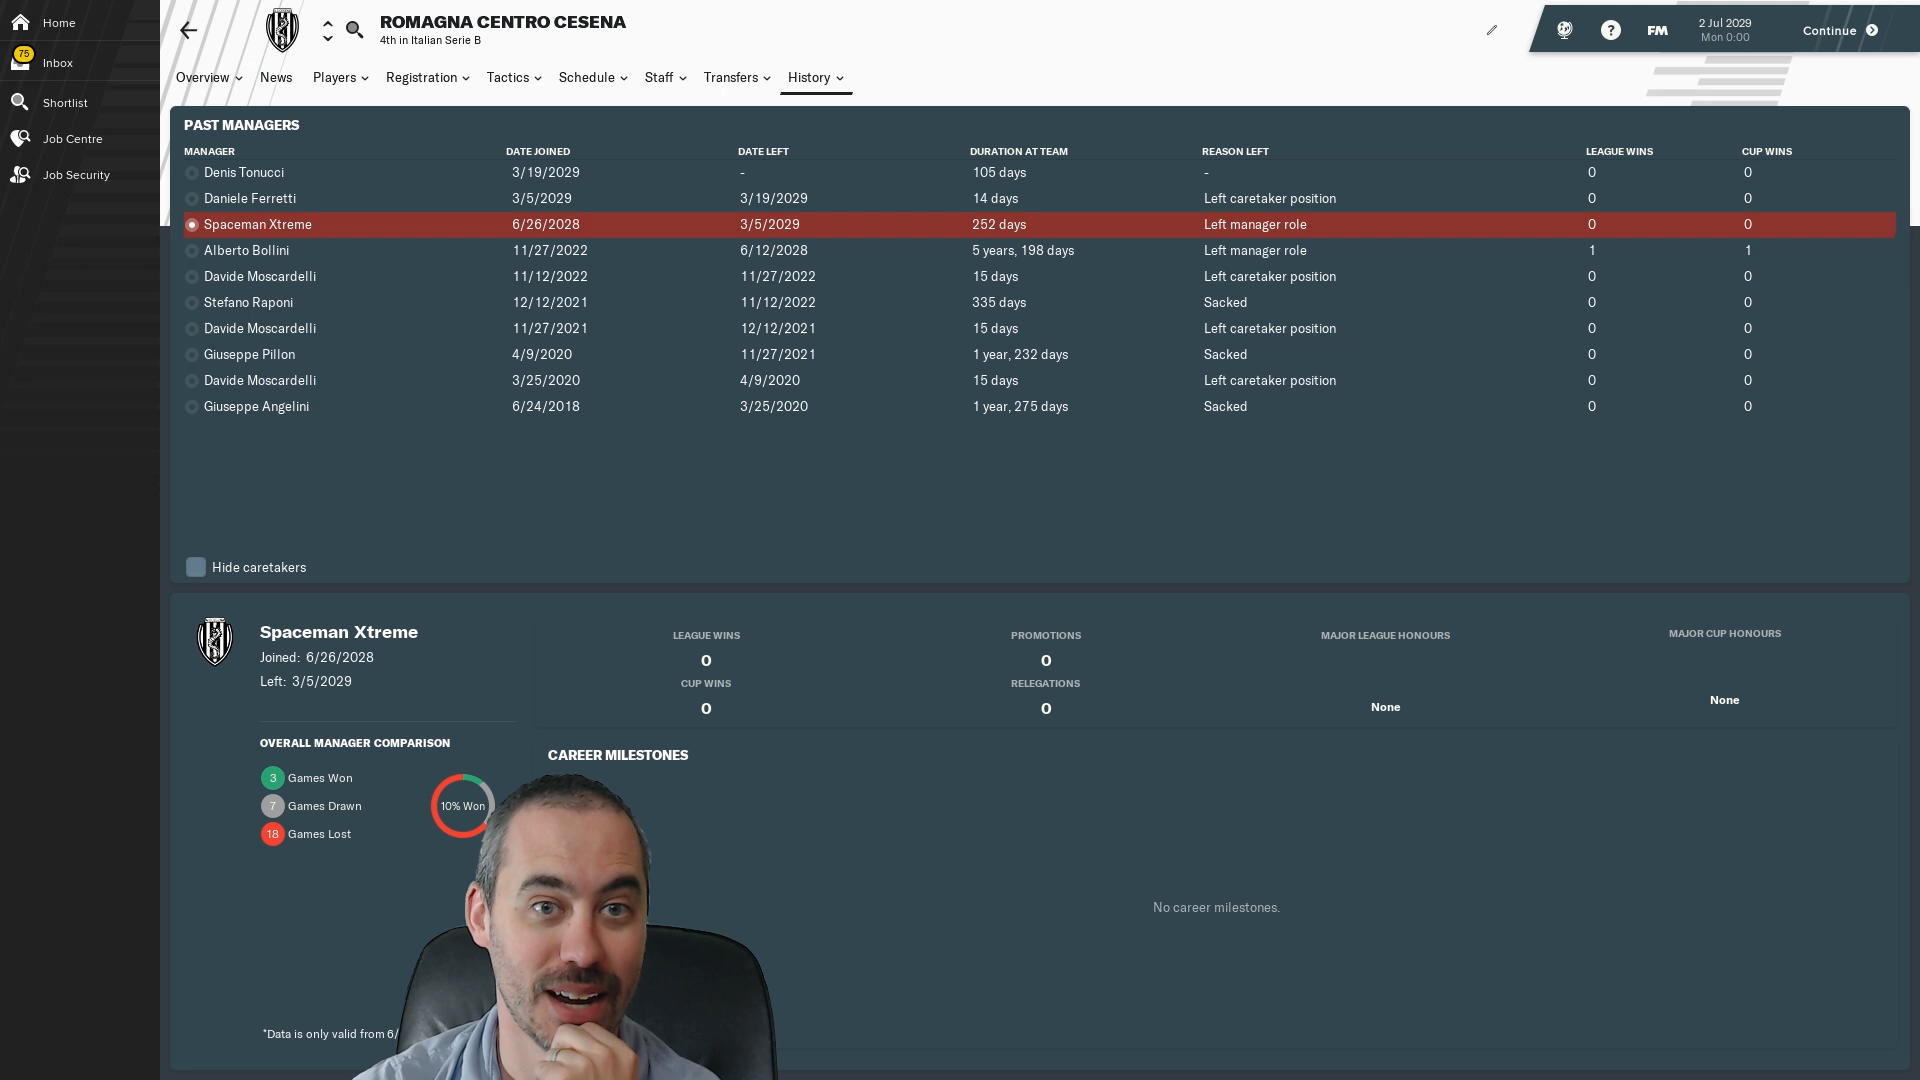 Home
75
Inbox
Shortlist
Job Centre
Job Security
ROMAGNA CENTRO CESENA
4th in Italian Serie B
? FM
2 Jul 2029
Mon 0:00
Continue
Overview News Players Registration Tactics Schedule Staff Transfers History
PAST MANAGERS
MANAGER DATE JOINED DATE LEFT DURATION AT TEAM REASON LEFT LEAGUE WINS CUP WINS
Denis Tonucci 3/19/2029 - 105 days - 0 0
Daniele Ferretti 3/5/2029 3/19/2029 14 days Left caretaker position 0 0
Spaceman Xtreme 6/26/2028 3/5/2029 252 days Left manager role 0 0
Alberto Bollini 11/27/2022 6/12/2028 5 years, 198 days Left manager role 1 1
Davide Moscardelli 11/12/2022 11/27/2022 15 days Left caretaker position 0 0
Stefano Raponi 12/12/2021 11/12/2022 335 days Sacked 0 0
Davide Moscardelli 11/27/2021 12/12/2021 15 days Left caretaker position 0 0
Giuseppe Pillon 4/9/2020 11/27/2021 1 year, 232 days Sacked 0 0
Davide Moscardelli 3/25/2020 4/9/2020 15 days Left caretaker position 0 0
Giuseppe Angelini 6/24/2018 3/25/2020 1 year, 275 days Sacked 0 0
Hide caretakers
Spaceman Xtreme
Joined: 6/26/2028
Left: 3/5/2029
LEAGUE WINS PROMOTIONS MAJOR LEAGUE HONOURS MAJOR CUP HONOURS
0 0
CUP WINS RELEGATIONS
0 0 None None
OVERALL MANAGER COMPARISON
3 Games Won
7 Games Drawn
18 Games Lost
10% Won
CAREER MILESTONES
No career milestones.
*Data is only valid from 6/